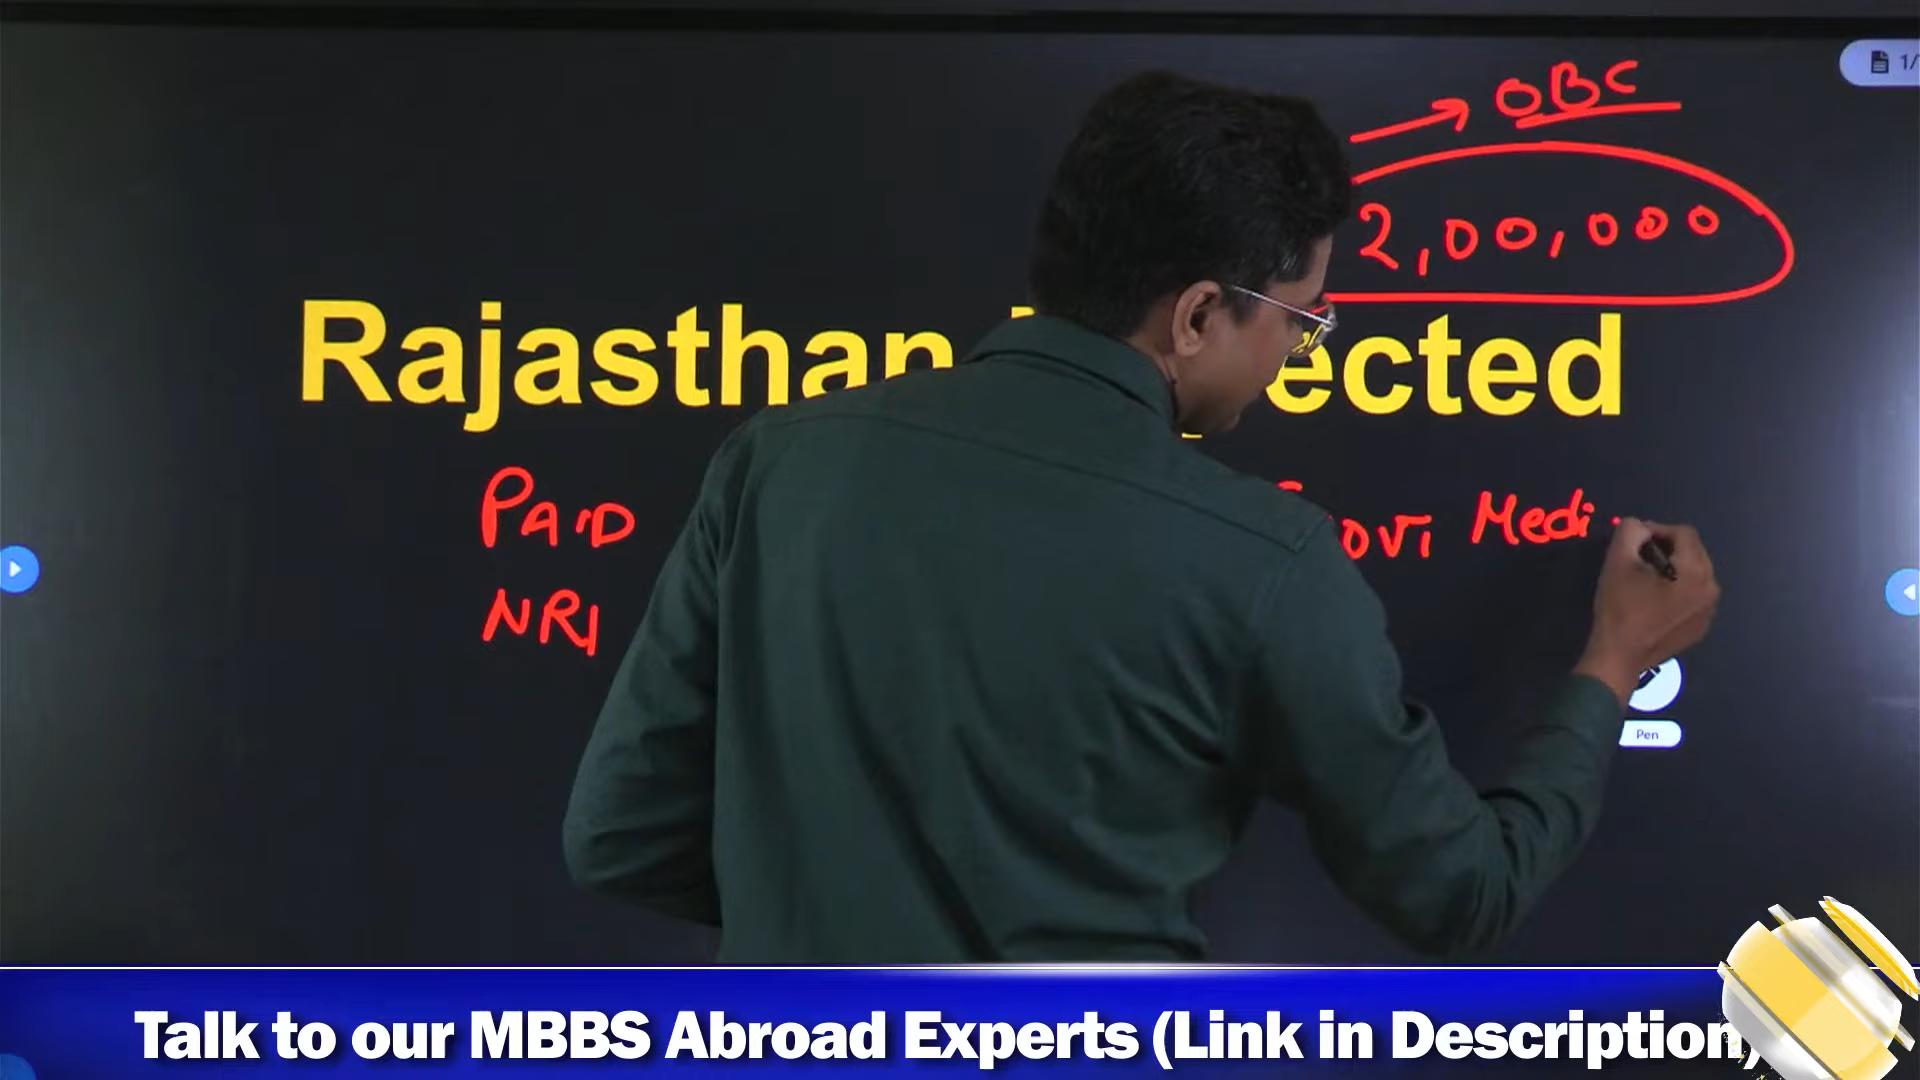 1/
OBC
2,00,000
Rajasthan ected
PAID
Govt Medi
NRI
Pen
Talk to our MBBS Abroad Experts (Link in Description)